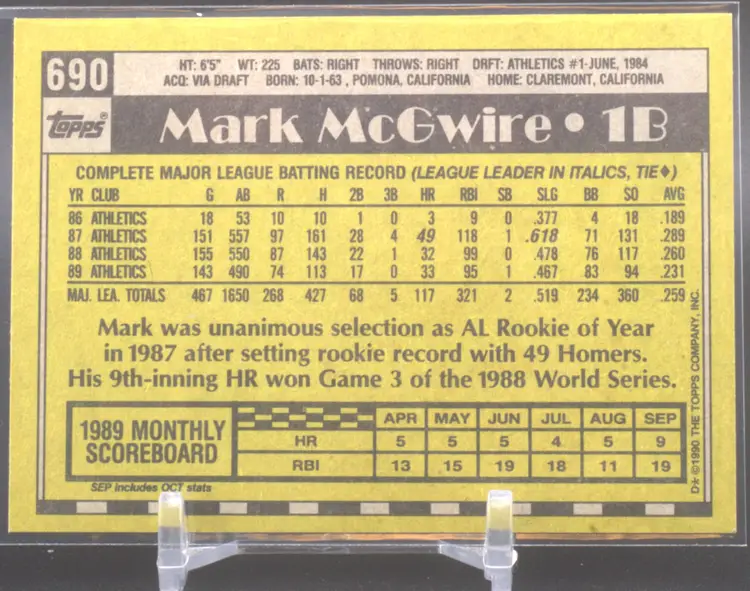 690
HT: 6'5" WT: 225 BATS: RIGHT THROWS: RIGHT DRFT: ATHLETICS #1-JUNE, 1984
ACQ: VIA DRAFT BORN: 10-1-63 , POMONA, CALIFORNIA HOME: CLAREMONT, CALIFORNIA
topps®
Mark McGwire • 1B
COMPLETE MAJOR LEAGUE BATTING RECORD (LEAGUE LEADER IN ITALICS, TIE♦)
YR CLUB G AB R H 2B 3B HR RBI SB SLG BB SO AVG
86 ATHLETICS 18 53 10 10 1 0 3 9 0 .377 4 18 .189
87 ATHLETICS 151 557 97 161 28 4 49 118 1 .618 71 131 .289
88 ATHLETICS 155 550 87 143 22 1 32 99 0 .478 76 117 .260
89 ATHLETICS 143 490 74 113 17 0 33 95 1 .467 83 94 .231
MAJ. LEA. TOTALS 467 1650 268 427 68 5 117 321 2 .519 234 360 .259
Mark was unanimous selection as AL Rookie of Year
in 1987 after setting rookie record with 49 Homers.
His 9th-inning HR won Game 3 of the 1988 World Series.
1989 MONTHLY
SCOREBOARD
APR MAY JUN JUL AUG SEP
HR 5 5 5 4 5 9
RBI 13 15 19 18 11 19
SEP includes OCT stats
D* ©1990 THE TOPPS COMPANY, INC.